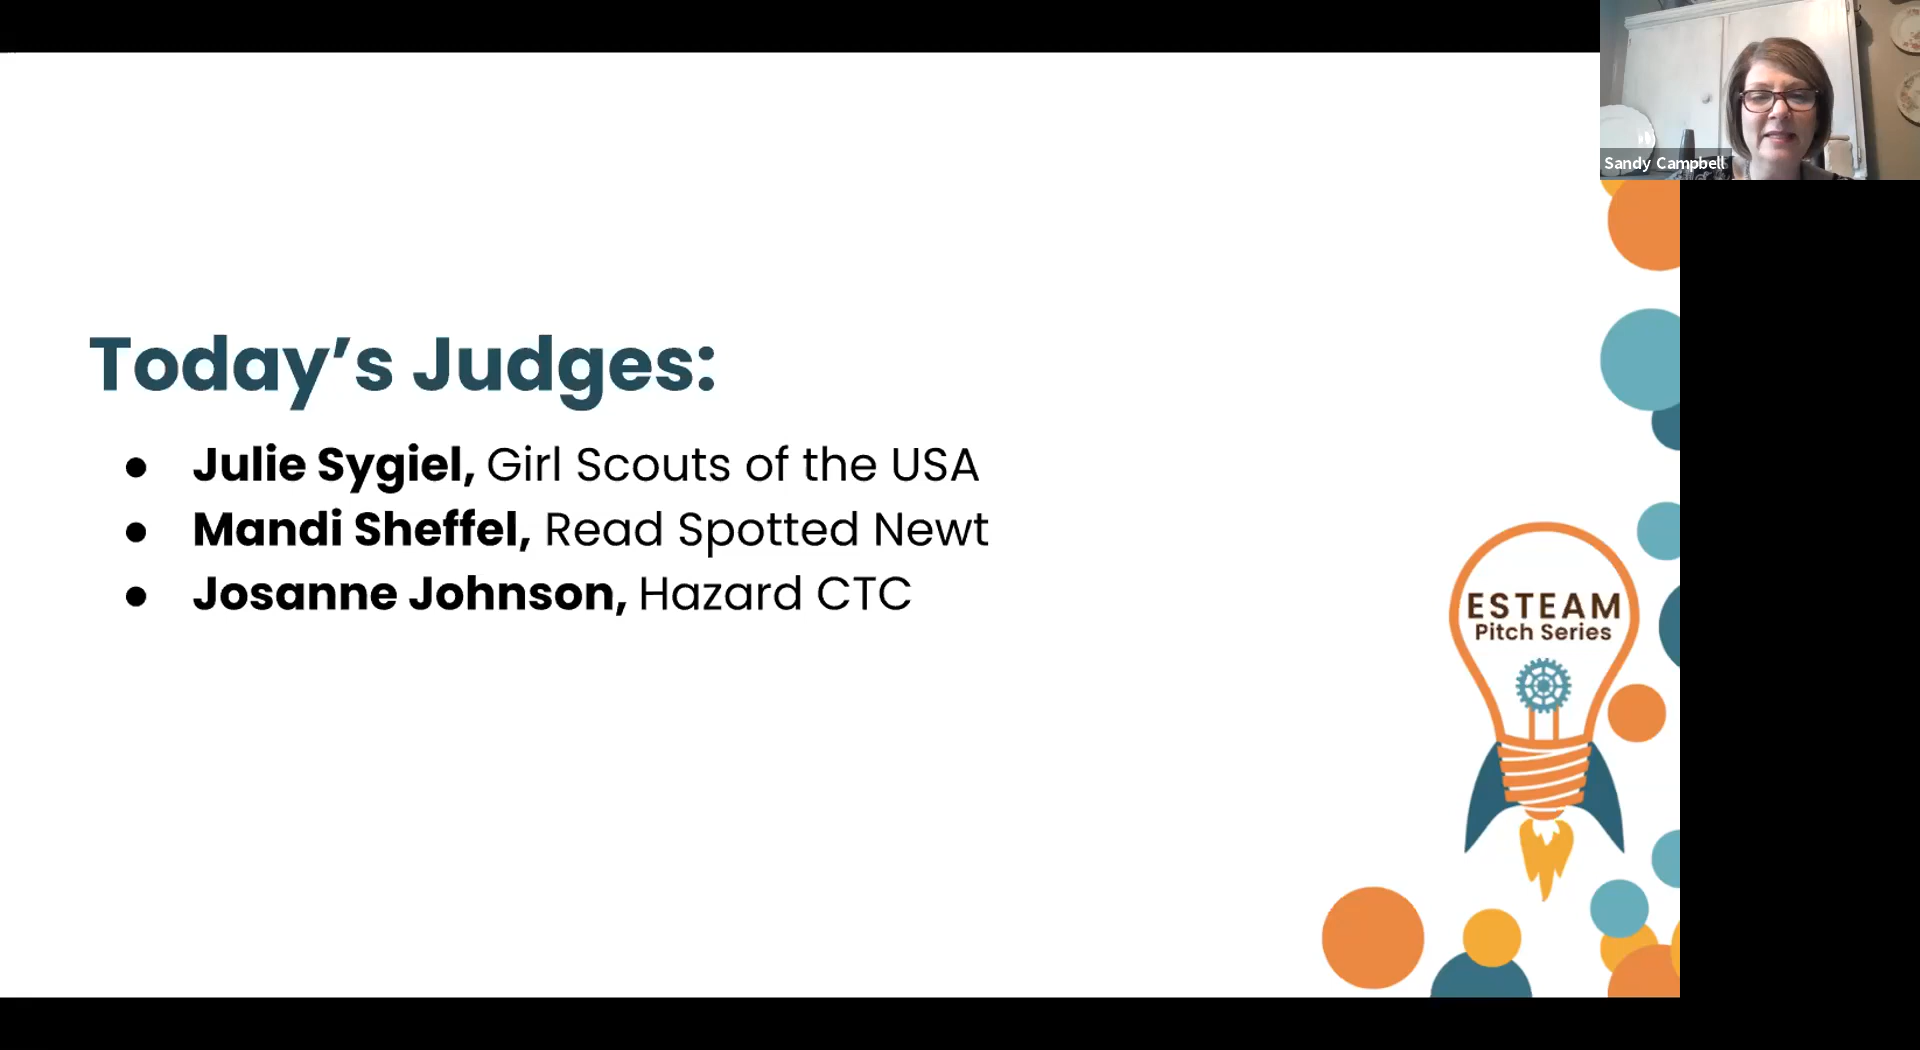 Sandy Campbell
Today’s Judges:
● Julie Sygiel, Girl Scouts of the USA
● Mandi Sheffel, Read Spotted Newt
● Josanne Johnson, Hazard CTC
ESTEAM
Pitch Series